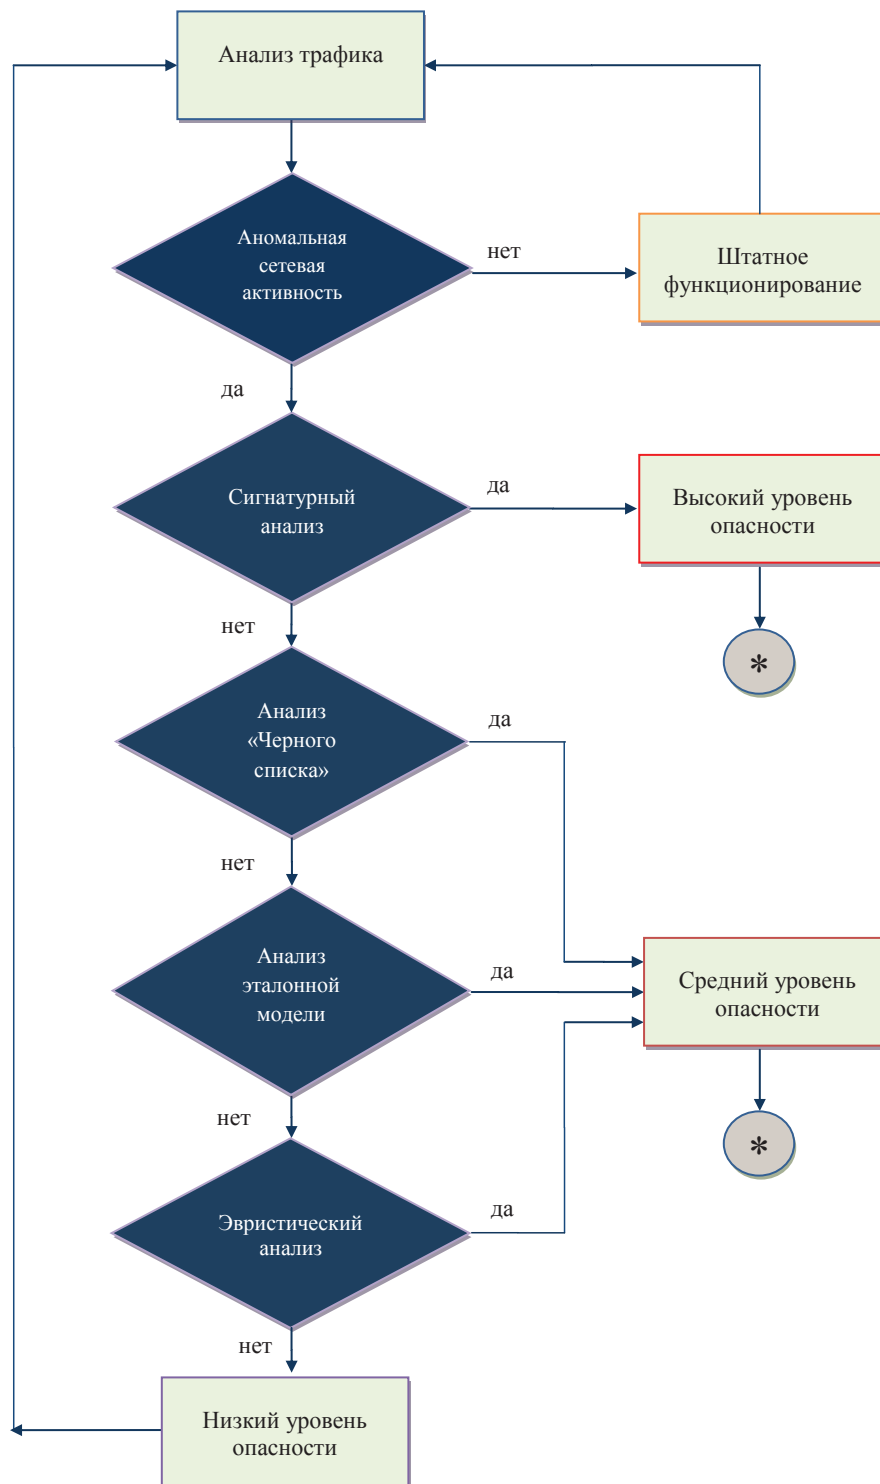 Анализ трафика
Аномальная
сетевая
активность
нет
Штатное
функционирование
да
Сигнатурный
анализ
да
Высокий уровень
опасности
нет
*
Анализ
«Черного
списка»
да
нет
Анализ
эталонной
модели
да
Средний уровень
опасности
нет
*
Эвристический
анализ
да
нет
Низкий уровень
опасности